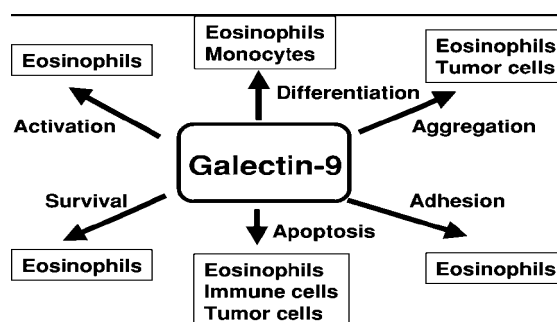 Eosinophils
Monocytes
Eosinophils
Tumor cells
Eosinophils
Differentiation
Activation
Aggregation
Galectin-9
Survival
Adhesion
Apoptosis
Eosinophils
Eosinophils
Immune cells
Tumor cells
Eosinophils